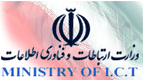 وزارت ارتباطات و فناوری اطلاعات
MINISTRY OF I.C.T